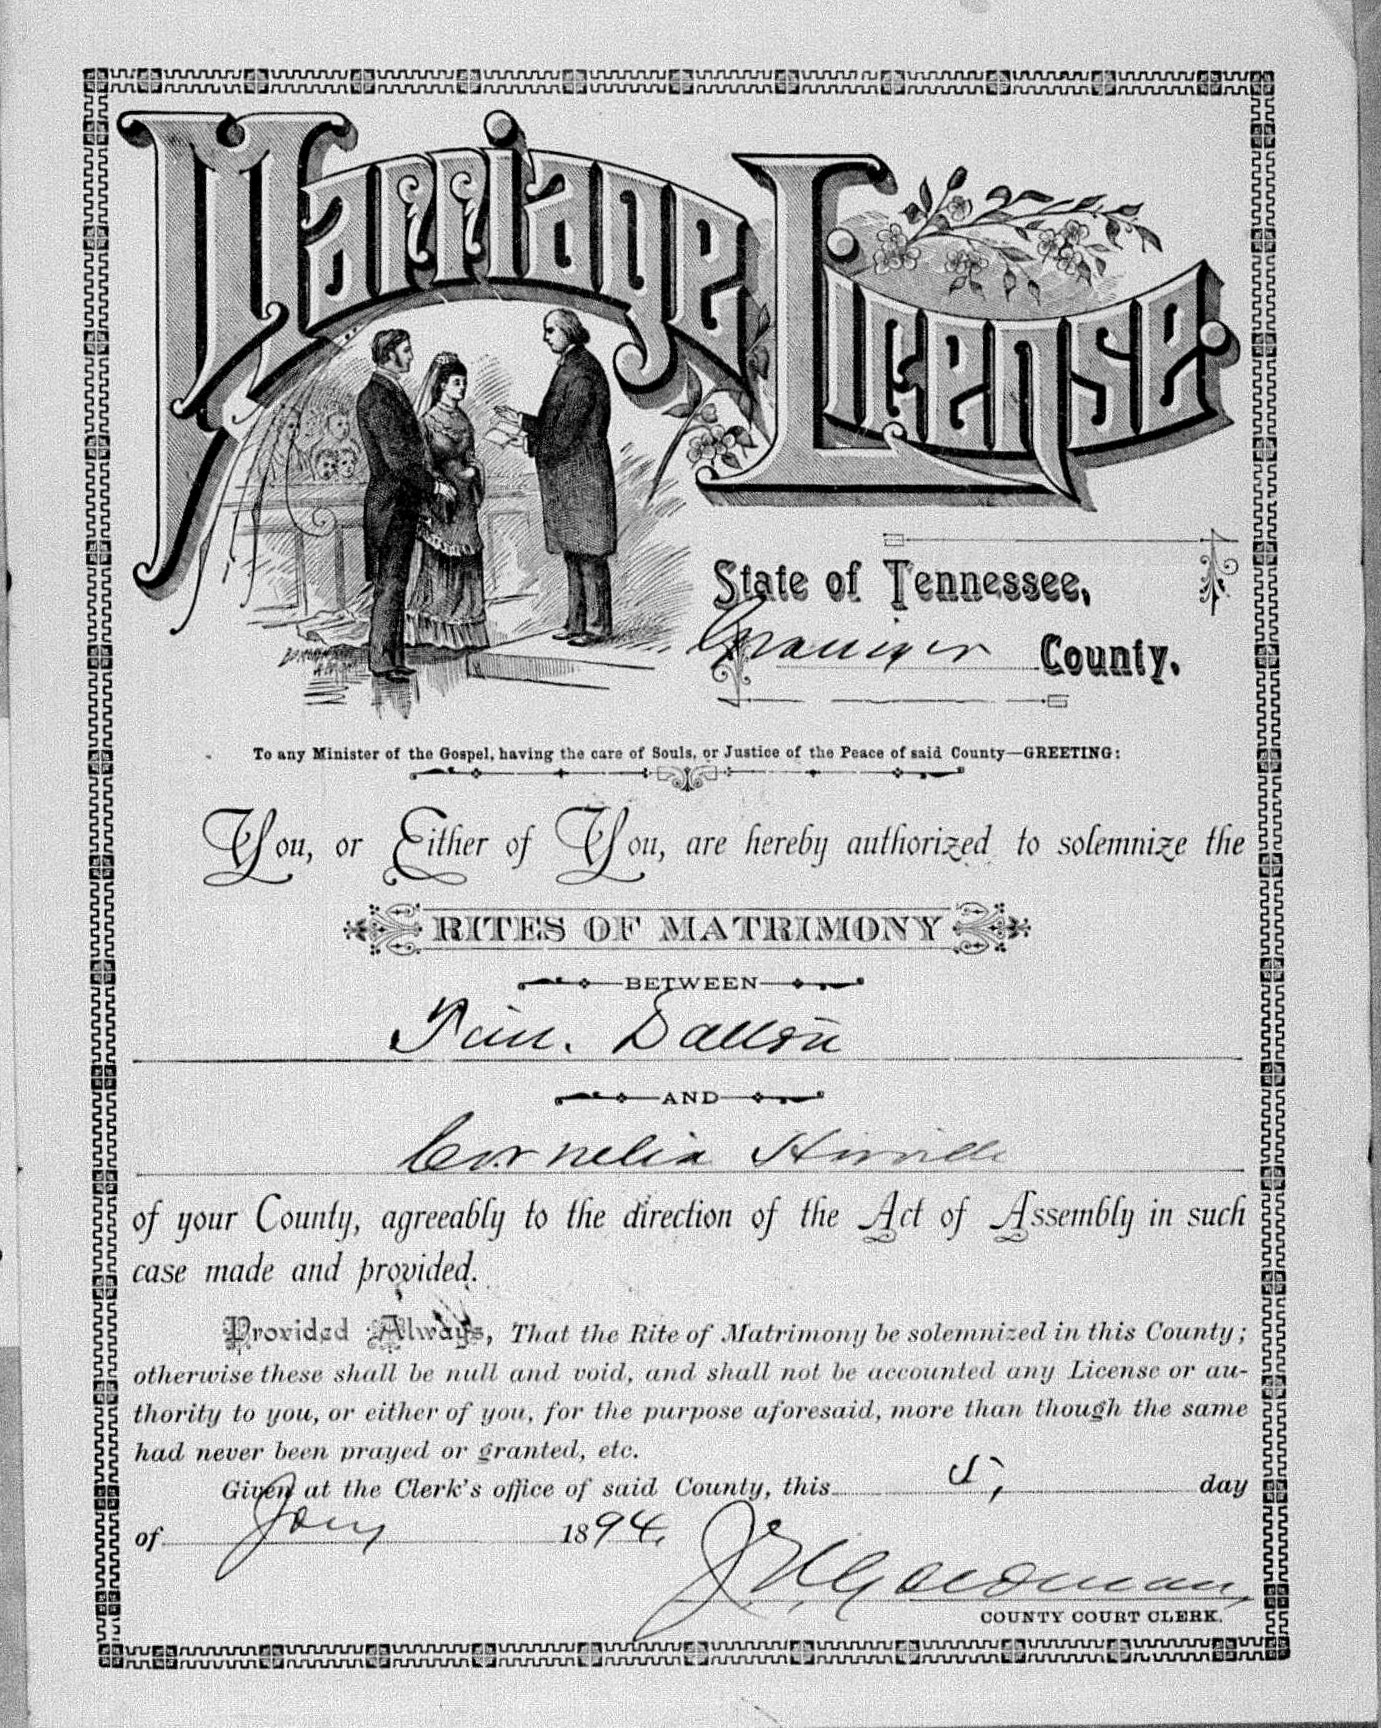 Marriage License.
State of Tennessee,
Grainger County.
To any Minister of the Gospel, having the care of Souls, or Justice of the Peace of said County—GREETING:
You, or Either of You, are hereby authorized to solemnize the
RITES OF MATRIMONY
BETWEEN
Dalton
AND
Cornelia
of your County, agreeably to the direction of the Act of Assembly in such
case made and provided.
Provided Always, That the Rite of Matrimony be solemnized in this County;
otherwise these shall be null and void, and shall not be accounted any License or au-
thority to you, or either of you, for the purpose aforesaid, more than though the same
had never been prayed or granted, etc.
Given at the Clerk's office of said County, this 5, day
of Jany 1894,
COUNTY COURT CLERK.